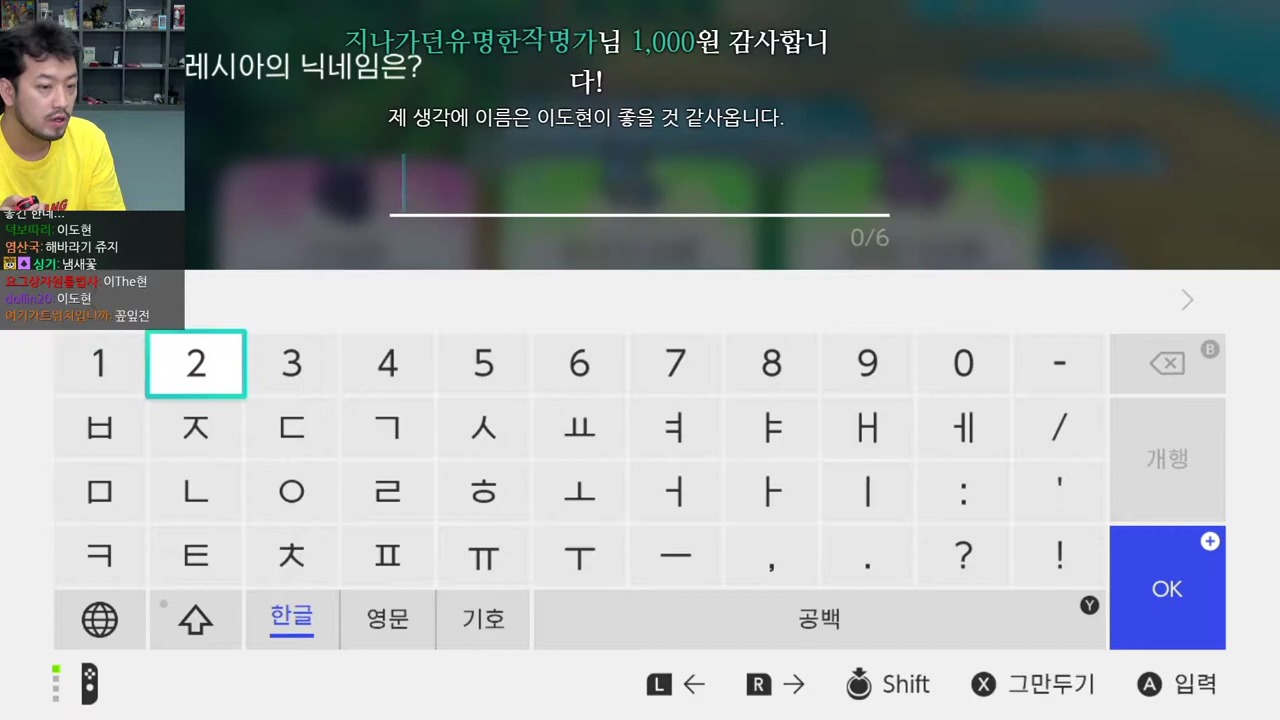 지나가던유명한작명가님 1,000원 감사합니
다!
레시아의 닉네임은?
제 생각에 이름은 이도현이 좋을 것 같사옵니다.
0/6
덕보따리: 이도현
염산국: 해바라기 쥬지
싱기: 냄새꽃
이The현
dollin20: 이도현
꽃잎전
1 2 3 4 5 6 7 8 9 0 -
ㅂ ㅈ ㄷ ㄱ ㅅ ㅛ ㅕ ㅑ ㅐ ㅔ /
개행
ㅁ ㄴ ㅇ ㄹ ㅎ ㅗ ㅓ ㅏ ㅣ : '
ㅋ ㅌ ㅊ ㅍ ㅠ ㅜ ㅡ , . ? !
OK
한글 영문 기호 공백 Y
L ← R → Shift X 그만두기 A 입력
B